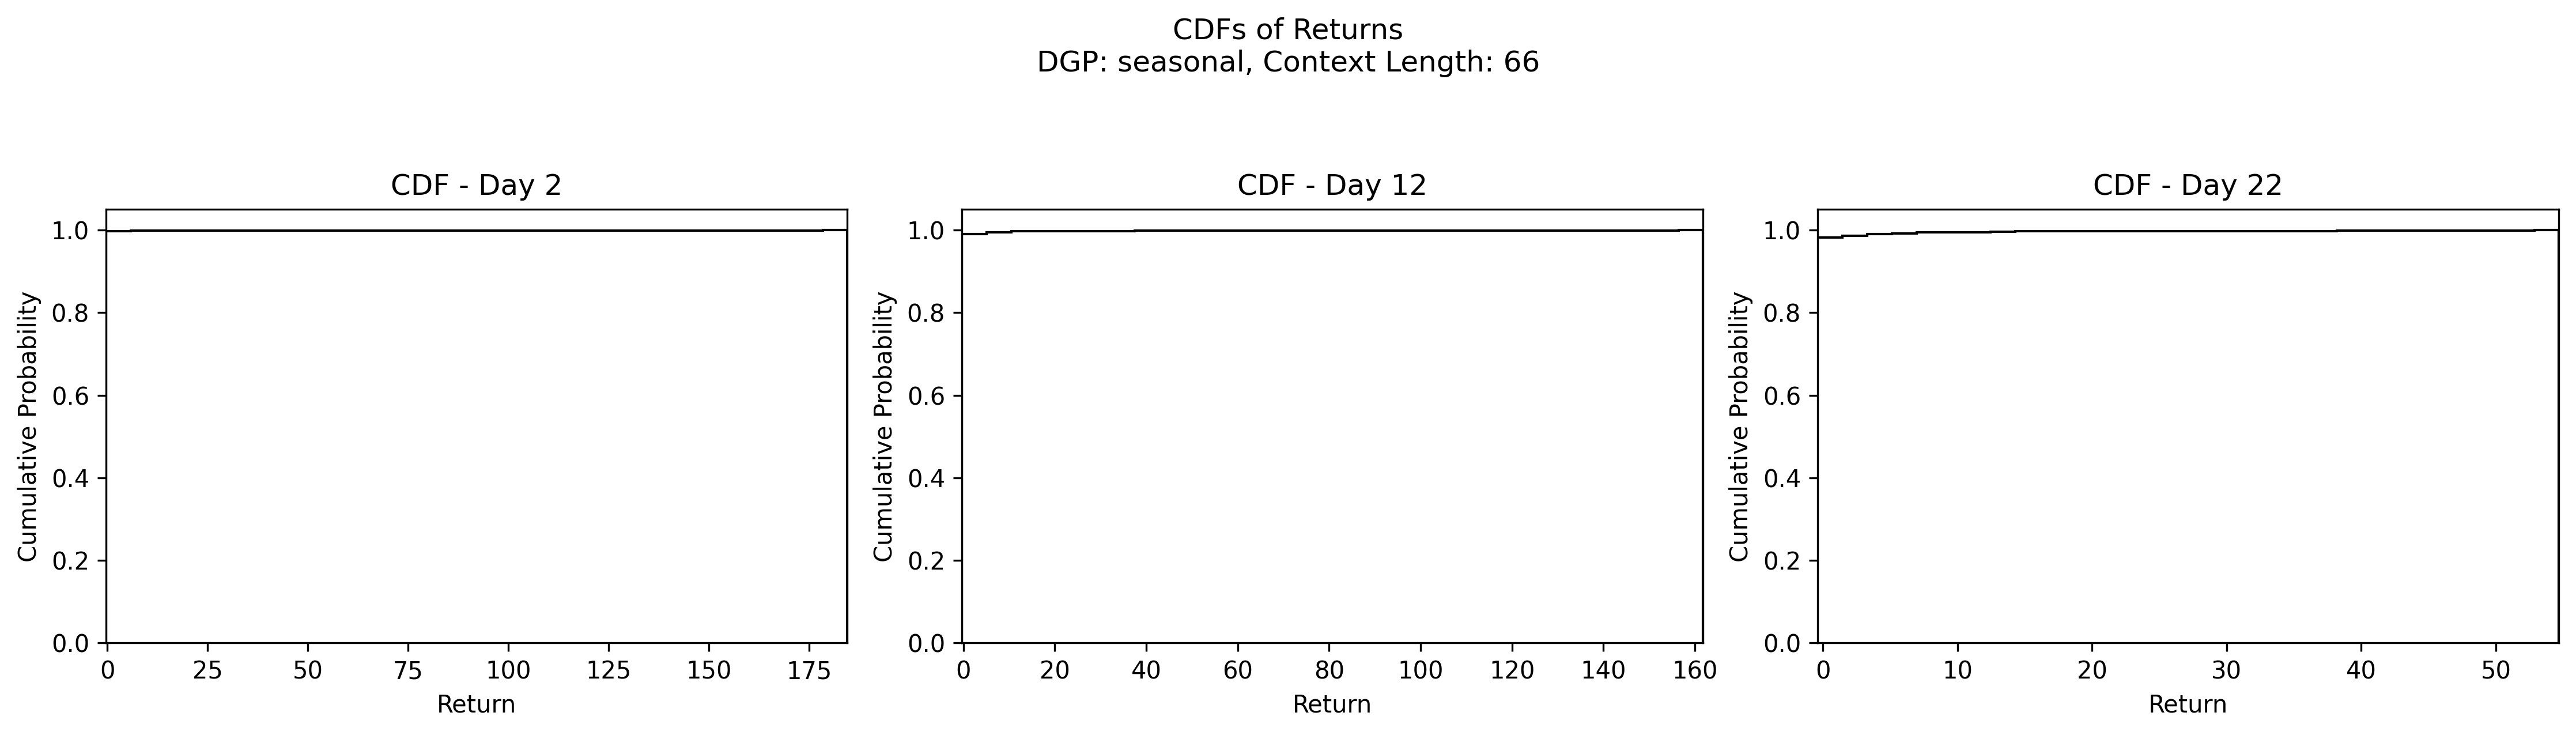 CDFs of Returns
DGP: seasonal, Context Length: 66
CDF - Day 2
Cumulative Probability
1.0
0.8
0.6
0.4
0.2
0.0
0 25 50 75 100 125 150 175
Return
CDF - Day 12
Cumulative Probability
1.0
0.8
0.6
0.4
0.2
0.0
0 20 40 60 80 100 120 140 160
Return
CDF - Day 22
Cumulative Probability
1.0
0.8
0.6
0.4
0.2
0.0
0 10 20 30 40 50
Return